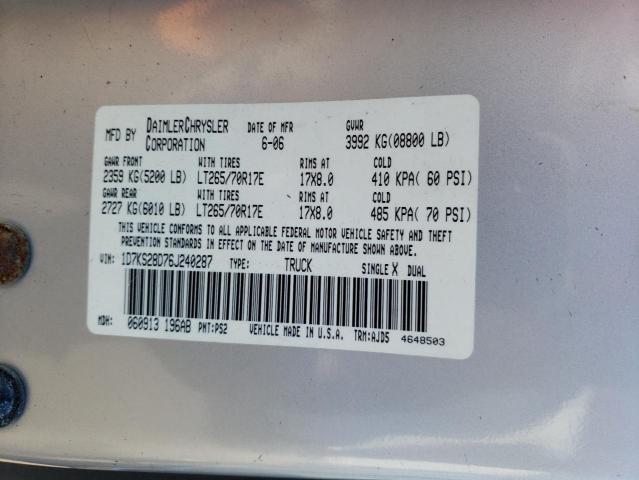 MFD BY DAIMLERCHRYSLER CORPORATION DATE OF MFR 6-06 GVWR 3992 KG(08800 LB)
GAWR FRONT WITH TIRES RIMS AT COLD
2359 KG(5200 LB) LT265/70R17E 17X8.0 410 KPA( 60 PSI)
GAWR REAR WITH TIRES RIMS AT COLD
2727 KG(6010 LB) LT265/70R17E 17X8.0 485 KPA( 70 PSI)
THIS VEHICLE CONFORMS TO ALL APPLICABLE FEDERAL MOTOR VEHICLE SAFETY AND THEFT
PREVENTION STANDARDS IN EFFECT ON THE DATE OF MANUFACTURE SHOWN ABOVE.
VIN: 1D7KS28D76J240287 TYPE: TRUCK SINGLE X DUAL
MDH: 060913 196AB PNT:PS2 VEHICLE MADE IN U.S.A. TRM:AJD5 4648503